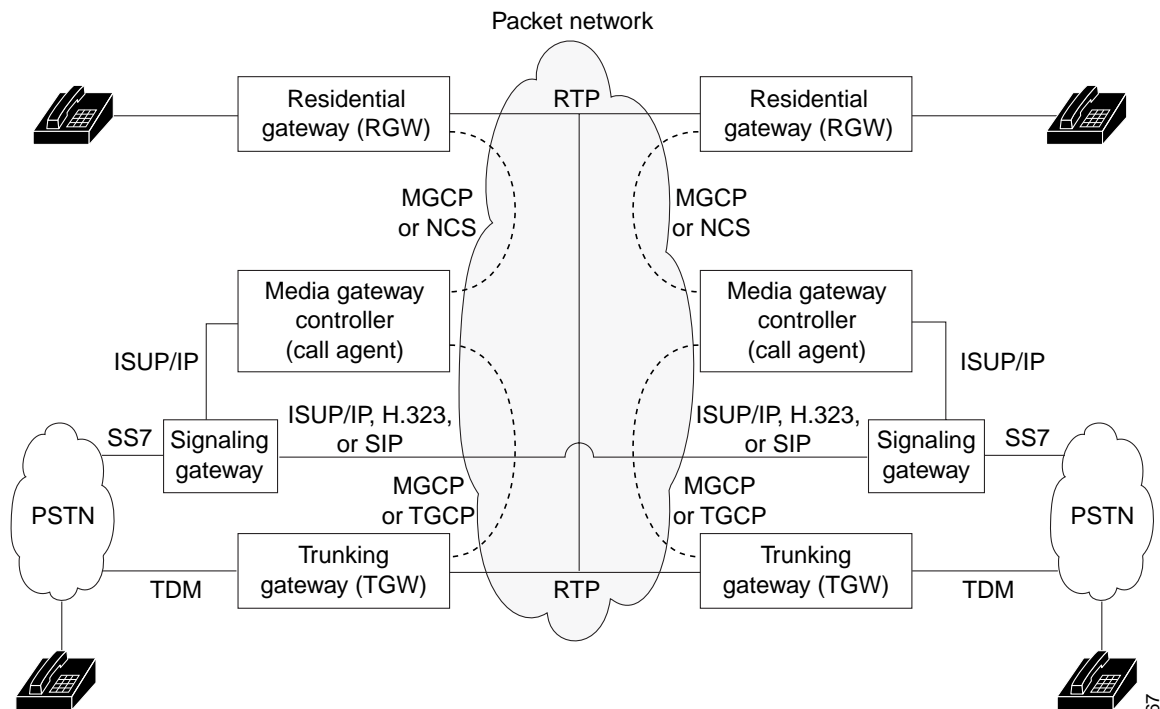 Packet network
Residential
gateway (RGW)
RTP
Residential
gateway (RGW)
MGCP
or NCS
MGCP
or NCS
Media gateway
controller
(call agent)
Media gateway
controller
(call agent)
ISUP/IP
ISUP/IP
ISUP/IP, H.323,
or SIP
ISUP/IP, H.323,
or SIP
SS7
Signaling
gateway
Signaling
gateway
SS7
MGCP
or TGCP
MGCP
or TGCP
PSTN
PSTN
Trunking
gateway (TGW)
Trunking
gateway (TGW)
TDM
RTP
TDM